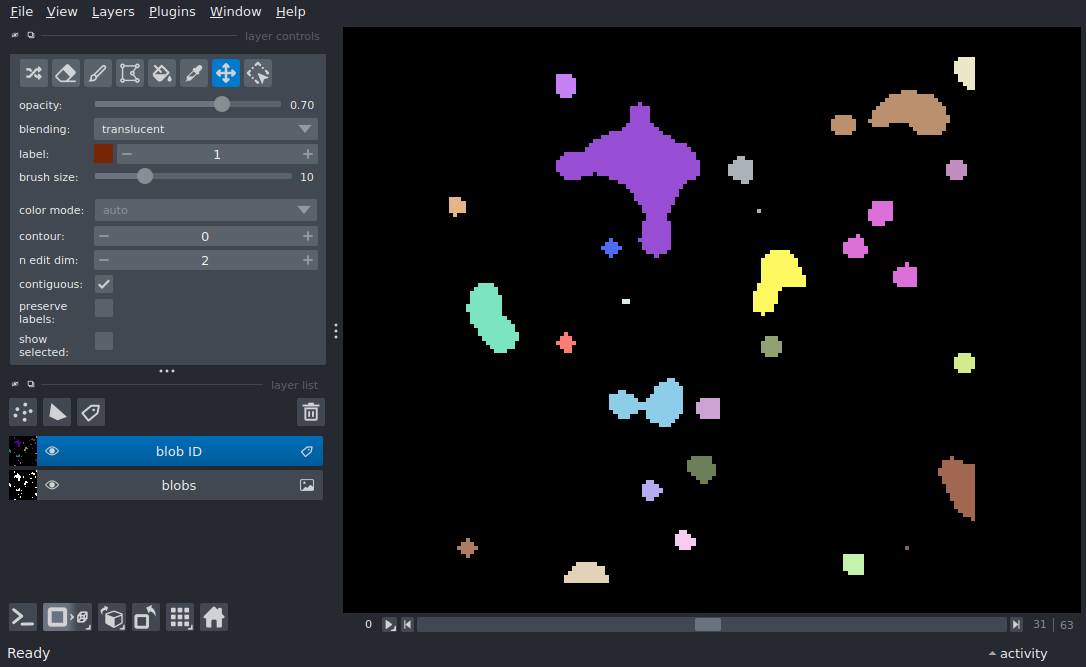 File View Layers Plugins Window Help
layer controls
opacity: 0.70
blending: translucent
label: 1
brush size: 10
color mode: auto
contour: 0
n edit dim: 2
contiguous:
preserve
labels:
show
selected:
layer list
blob ID
blobs
0 31 63
Ready activity